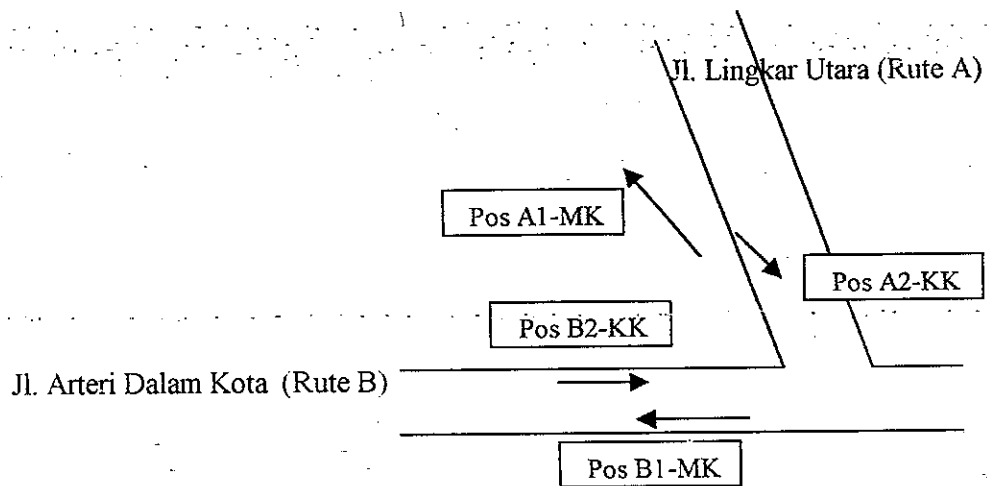 Jl. Lingkar Utara (Rute A)
Pos A1-MK
Pos A2-KK
Pos B2-KK
Jl. Arteri Dalam Kota (Rute B)
Pos B1-MK